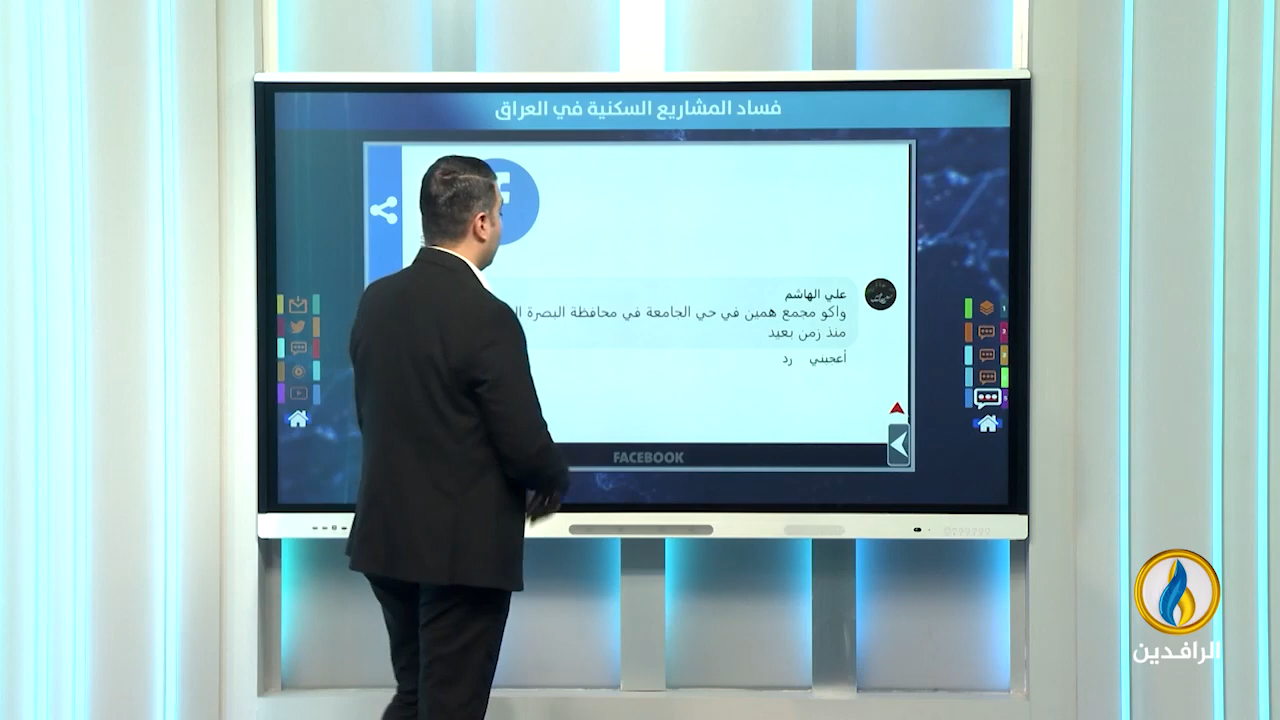 فساد المشاريع السكنية في العراق
علي الهاشم
واكو مجمع همين في حي الجامعة في محافظة البصرة
منذ زمن بعيد
أعجبني رد
FACEBOOK
الرافدين